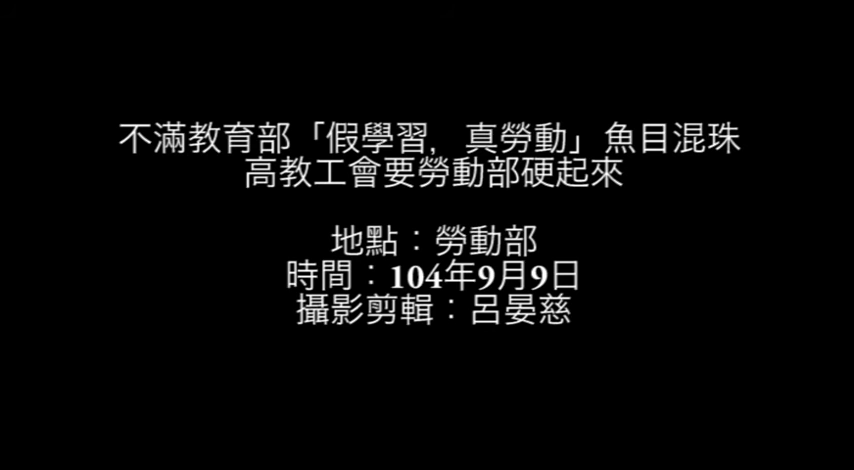 不滿教育部「假學習，真勞動」魚目混珠
高教工會要勞動部硬起來
地點：勞動部
時間：104年9月9日
攝影剪輯：呂晏慈